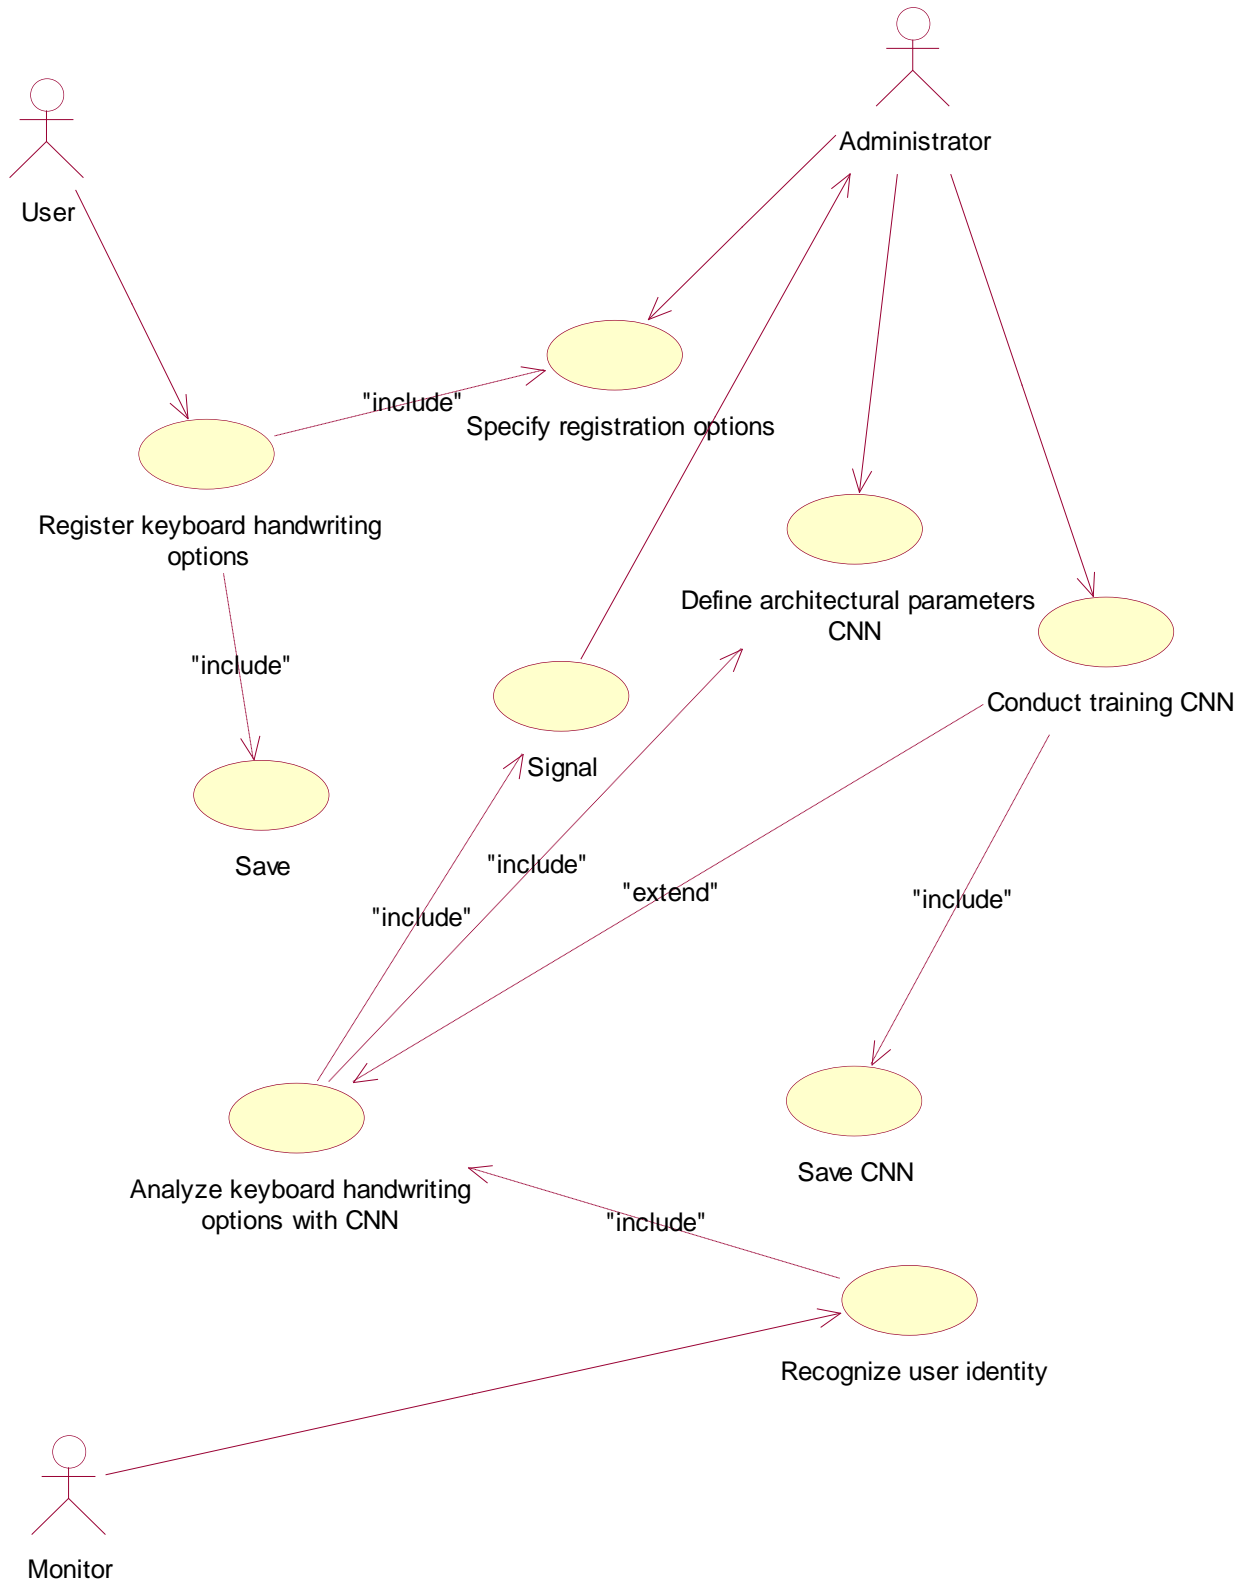 Administrator
User
"include"
Specify registration options
Register keyboard handwriting
options
Define architectural parameters
CNN
"include"
Conduct training CNN
Signal
Save
"include"
"extend"
"include"
"include"
Save CNN
Analyze keyboard handwriting
options with CNN
"include"
Recognize user identity
Monitor